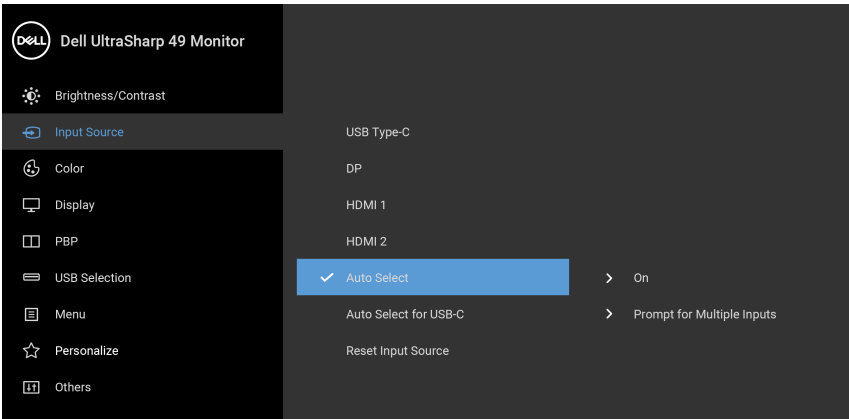 DELL Dell UltraSharp 49 Monitor
Brightness/Contrast
Input Source USB Type-C
Color DP
Display HDMI 1
PBP HDMI 2
USB Selection Auto Select On
Menu Auto Select for USB-C Prompt for Multiple Inputs
Personalize Reset Input Source
Others